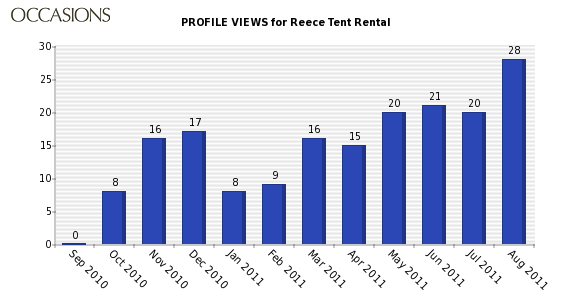 OCCASIONS
PROFILE VIEWS for Reece Tent Rental
30
25
20
15
10
5
0
0
8
16
17
8
9
16
15
20
21
20
28
Sep 2010
Oct 2010
Nov 2010
Dec 2010
Jan 2011
Feb 2011
Mar 2011
Apr 2011
May 2011
Jun 2011
Jul 2011
Aug 2011